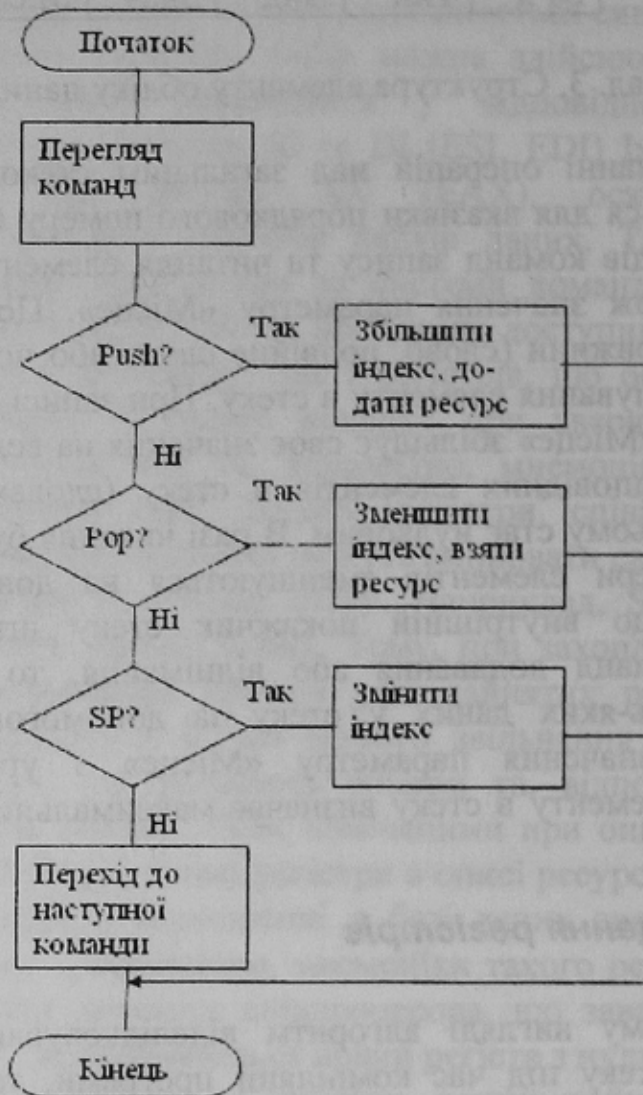 Початок
Перегляд
команд
Push?
Так
Збільшити
індекс, до-
дати ресурс
Ні
Pop?
Так
Зменшити
індекс, взяти
ресурс
Ні
SP?
Так
Змінити
індекс
Ні
Перехід до
наступної
команди
Кінець